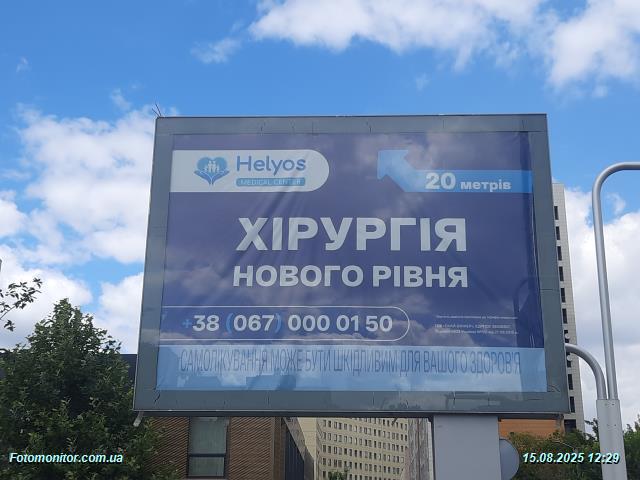 Helyos
MEDICAL CENTER
20 метрів
ХІРУРГІЯ
НОВОГО РІВНЯ
+38 (067) 000 01 50
САМОЛІКУВАННЯ МОЖЕ БУТИ ШКІДЛИВИМ ДЛЯ ВАШОГО ЗДОРОВ'Я
Fotomonitor.com.ua
15.08.2025 12:29